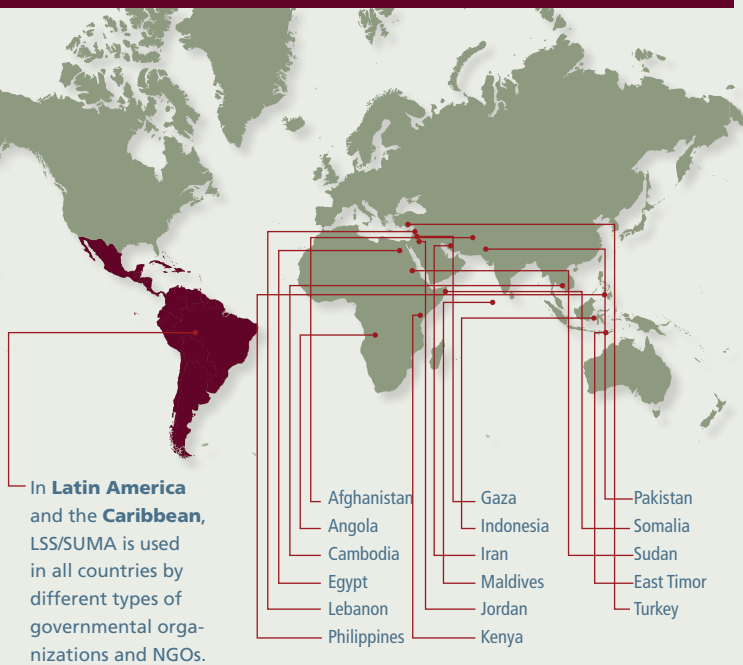 In Latin America
and the Caribbean,
LSS/SUMA is used
in all countries by
different types of
governmental orga-
nizations and NGOs.
Afghanistan
Angola
Cambodia
Egypt
Lebanon
Philippines
Gaza
Indonesia
Iran
Maldives
Jordan
Kenya
Pakistan
Somalia
Sudan
East Timor
Turkey